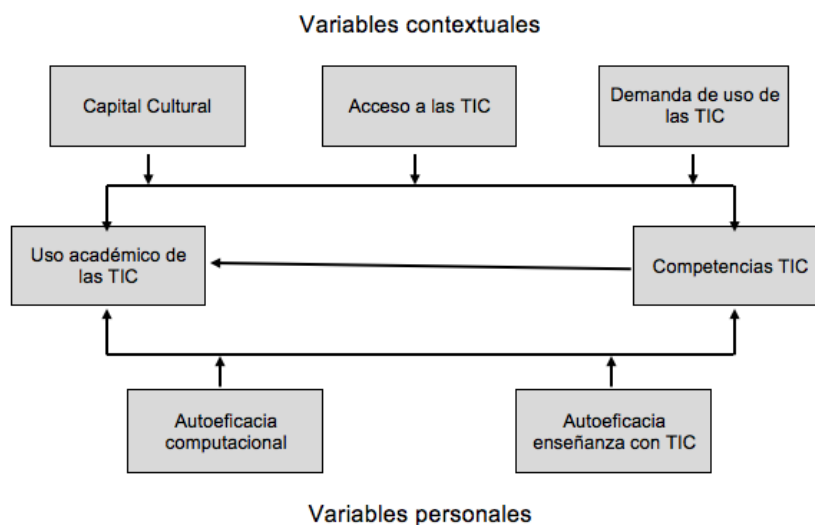 Variables contextuales
Capital Cultural
Acceso a las TIC
Demanda de uso de
las TIC
Uso académico de
las TIC
Competencias TIC
Autoeficacia
computacional
Autoeficacia
enseñanza con TIC
Variables personales